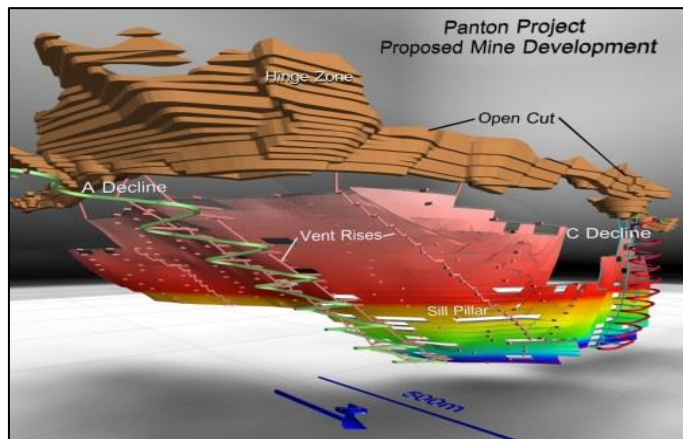 Panton Project
Proposed Mine Development
Hinge Zone
Open Cut
A Decline
C Decline
Vent Rises
Sill Pillar
500m